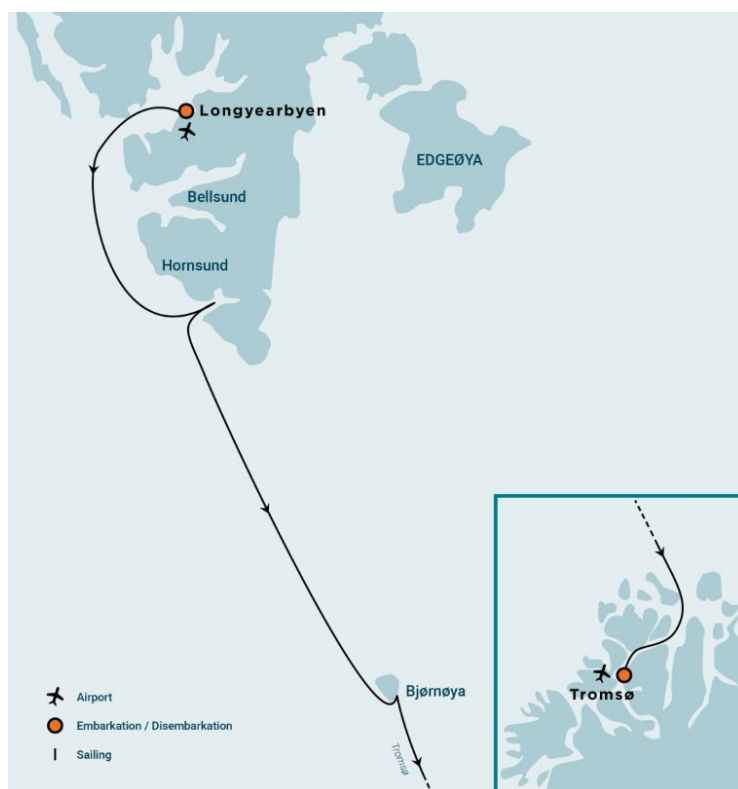 Longyearbyen
EDGEØYA
Bellsund
Hornsund
Bjørnøya
Tromsø
Tromsø
Airport
Embarkation / Disembarkation
Sailing